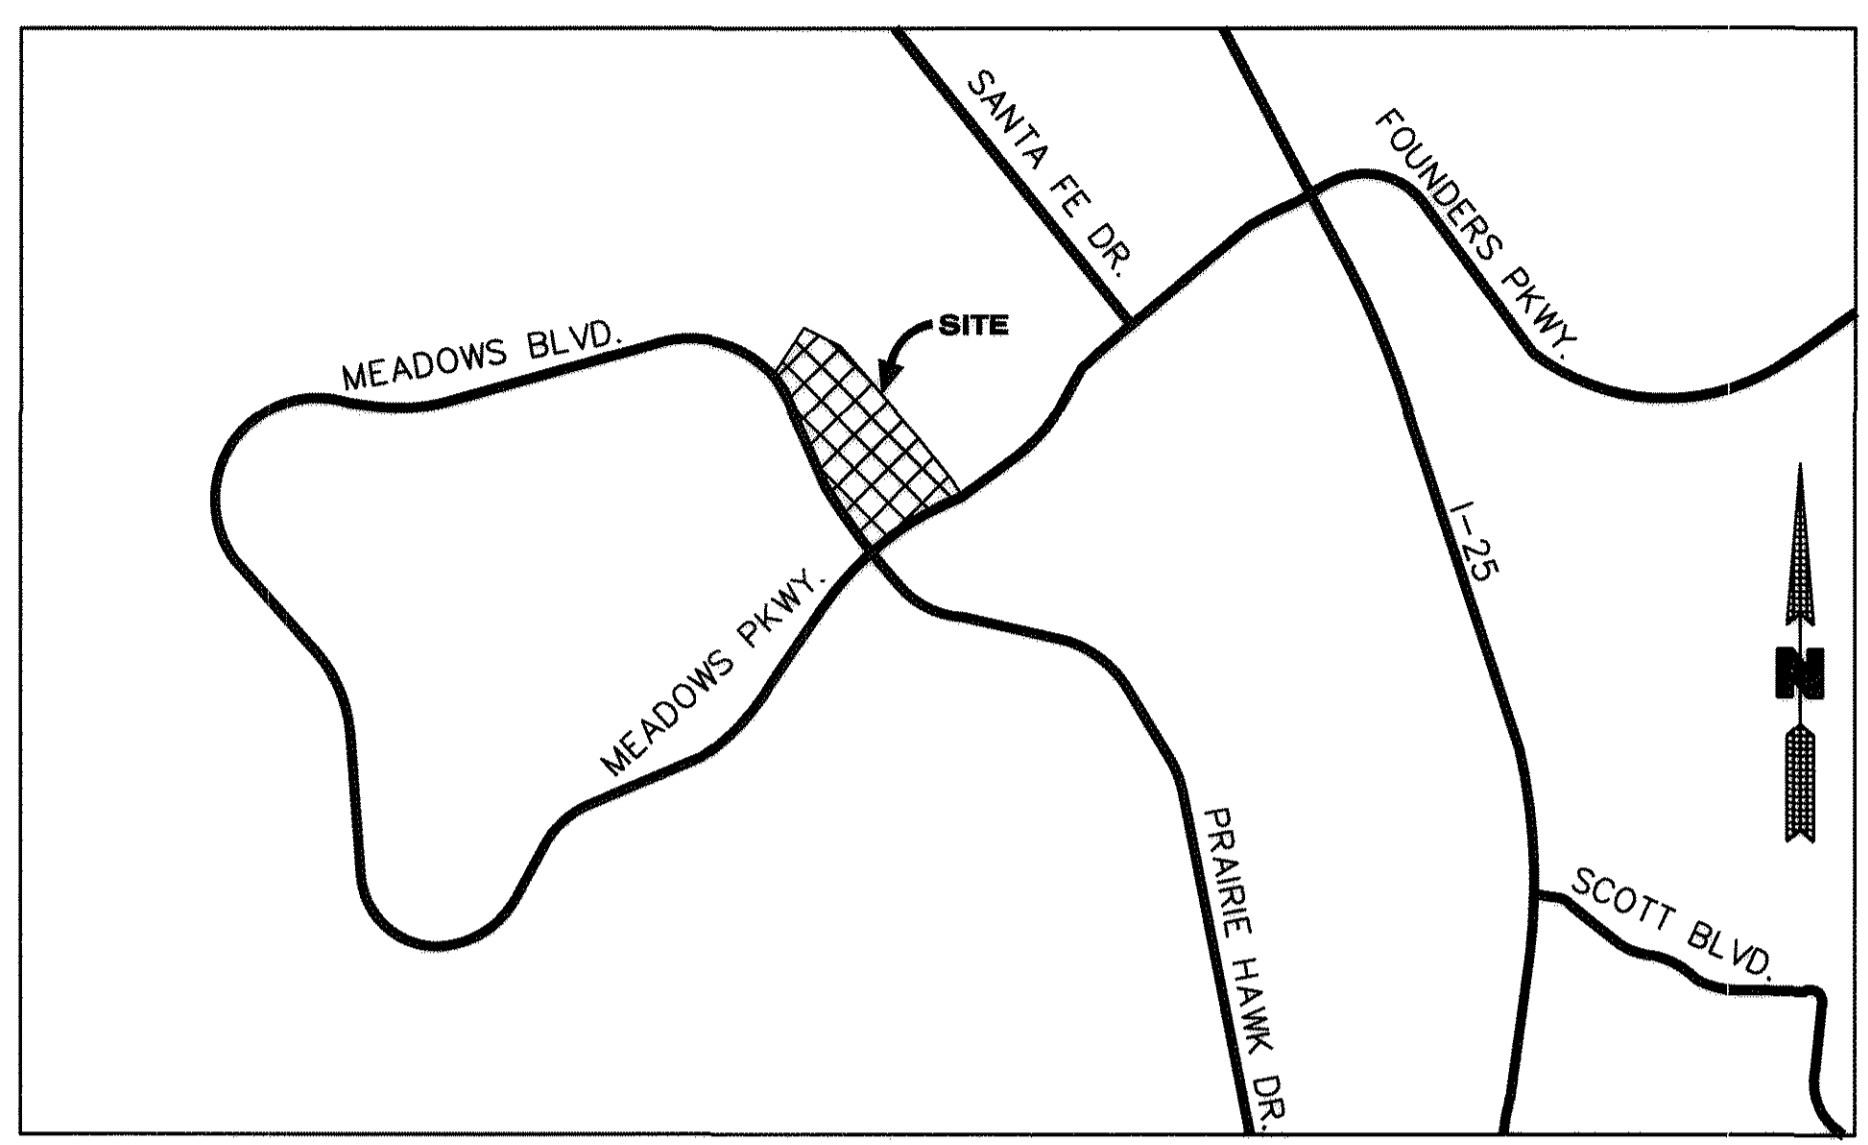 SANTA FE DR.
FOUNDERS PKWY.
SITE
MEADOWS BLVD.
I-25
MEADOWS PKWY.
N
PRAIRIE HAWK DR.
SCOTT BLVD.